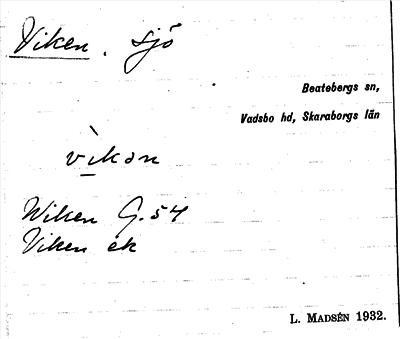 Viken, sjö
Beatebergs sn,
Vadsbo hd, Skaraborgs län
vìkən
Wiken G. 54
Viken ek
L. MADSÉN 1932.